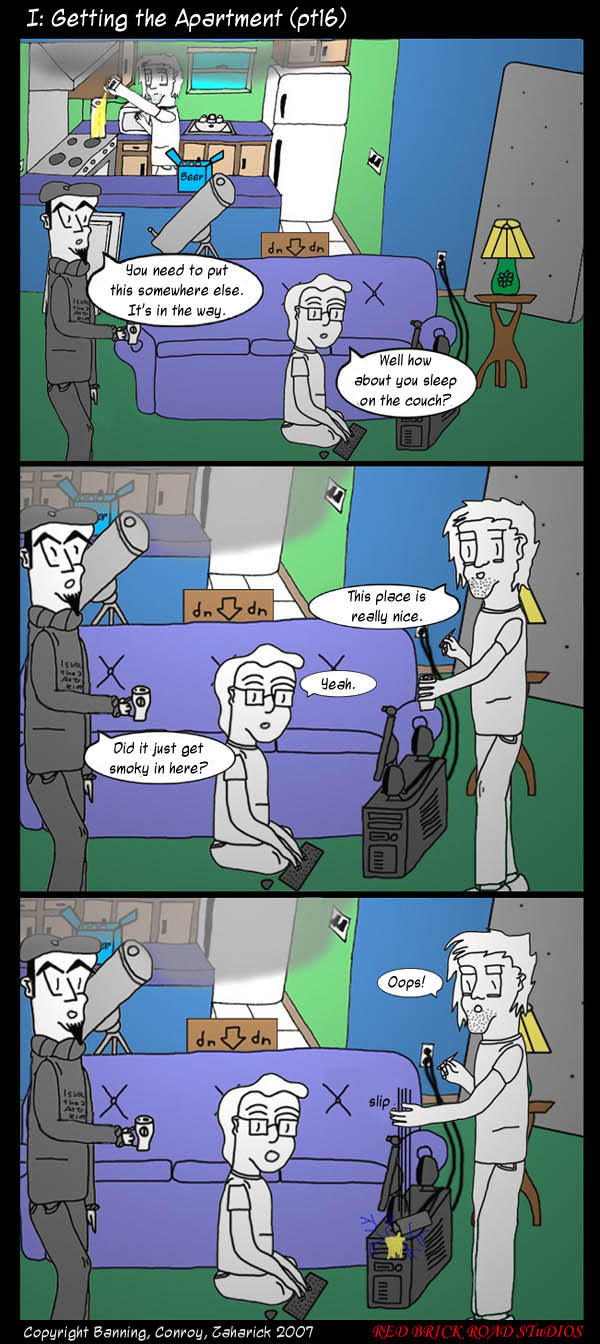 I: Getting the Apartment (pt16)
Beer
dn dn
You need to put
this somewhere else.
It's in the way.
Well how
about you sleep
on the couch?
dn dn
This place is
really nice.
Yeah.
Did it just get
smoky in here?
Oops!
dn dn
slip
Copyright Banning, Conroy, Zaharick 2007
RED BRICK ROAD STuDIOS